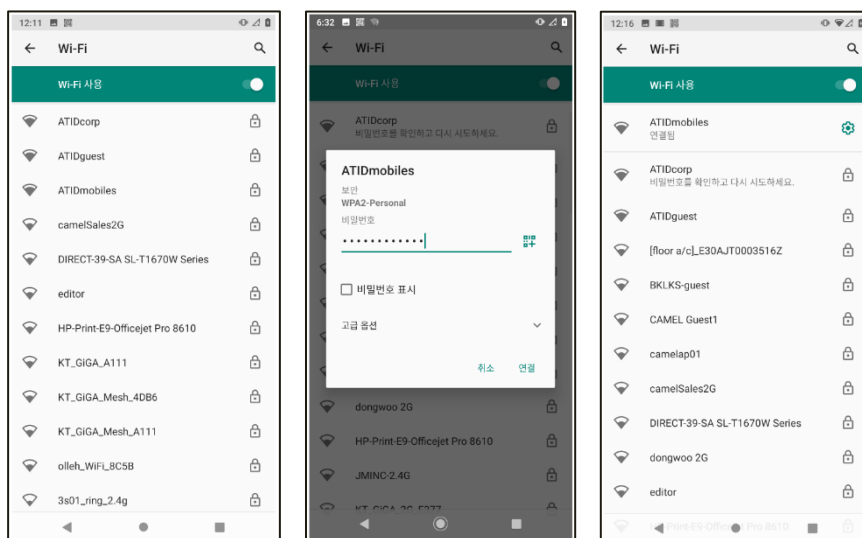 12:11
Wi-Fi
Wi-Fi 사용
ATIDcorp
ATIDguest
ATIDmobiles
camelSales2G
DIRECT-39-SA SL-T1670W Series
editor
HP-Print-E9-Officejet Pro 8610
KT_GiGA_A111
KT_GiGA_Mesh_4DB6
KT_GiGA_Mesh_A111
olleh_WiFi_8C5B
3s01_ring_2.4g
6:32
Wi-Fi
Wi-Fi 사용
ATIDcorp
비밀번호를 확인하고 다시 시도하세요.
ATIDmobiles
보안
WPA2-Personal
비밀번호
••••••••••••
비밀번호 표시
고급 옵션
취소 연결
dongwoo 2G
HP-Print-E9-Officejet Pro 8610
JMINC-2.4G
KT_GiGA_2G_F377
12:16
Wi-Fi
Wi-Fi 사용
ATIDmobiles
연결됨
ATIDcorp
비밀번호를 확인하고 다시 시도하세요.
ATIDguest
[floor a/c]_E30AJT0003516Z
BKLKS-guest
CAMEL Guest1
camelap01
camelSales2G
DIRECT-39-SA SL-T1670W Series
dongwoo 2G
editor
HP-Print-E9-Officejet Pro 8610